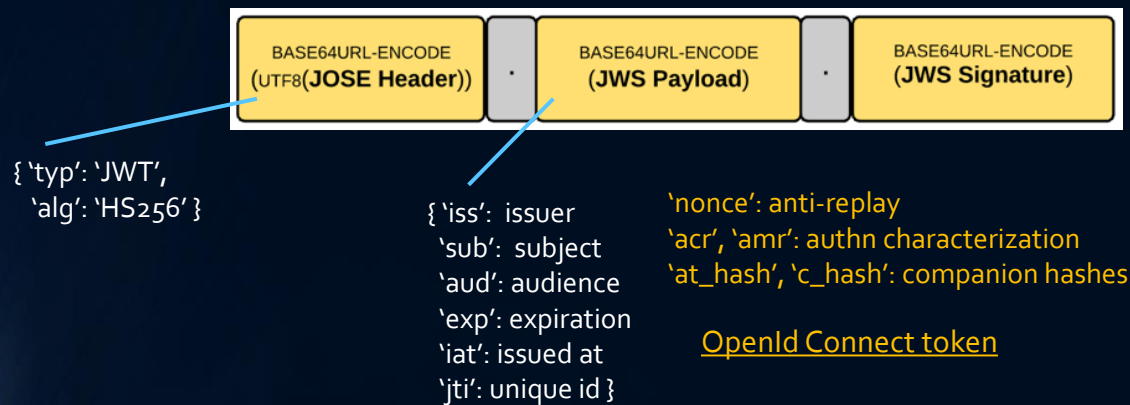 BASE64URL-ENCODE
(UTF8(JOSE Header))
.
BASE64URL-ENCODE
(JWS Payload)
.
BASE64URL-ENCODE
(JWS Signature)
{ ‘typ’: ‘JWT’,
‘alg’: ‘HS256’ }
{ ‘iss’: issuer
‘sub’: subject
‘aud’: audience
‘exp’: expiration
‘iat’: issued at
‘jti’: unique id }
‘nonce’: anti-replay
‘acr’, ‘amr’: authn characterization
‘at_hash’, ‘c_hash’: companion hashes
OpenId Connect token